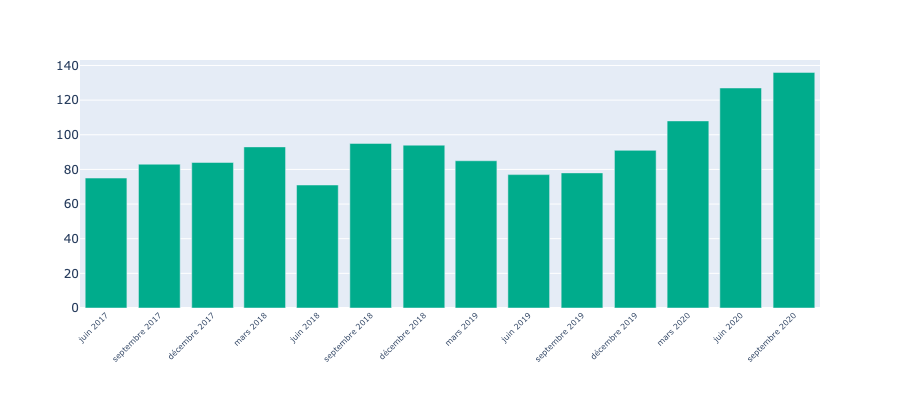 140
120
100
80
60
40
20
0
juin 2017
septembre 2017
décembre 2017
mars 2018
juin 2018
septembre 2018
décembre 2018
mars 2019
juin 2019
septembre 2019
décembre 2019
mars 2020
juin 2020
septembre 2020